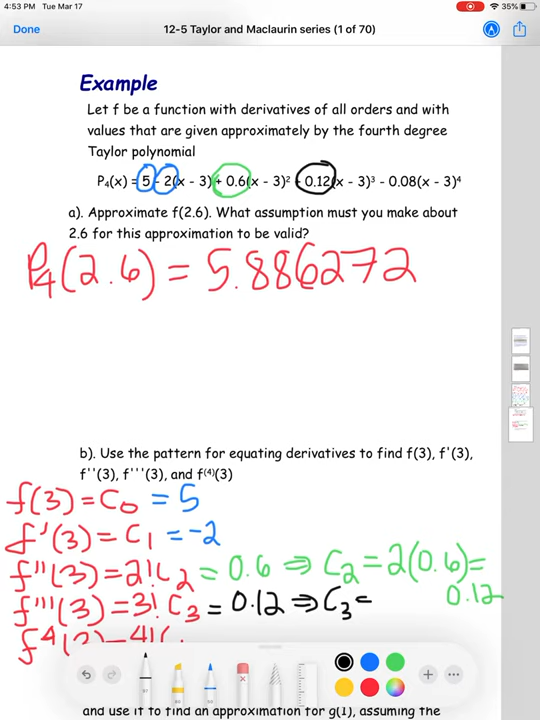 4:53 PM Tue Mar 17
35%
Done
12-5 Taylor and Maclaurin series (1 of 70)
Example
Let f be a function with derivatives of all orders and with
values that are given approximately by the fourth degree
Taylor polynomial
P₄(x) = 5 - 2(x - 3) + 0.6(x - 3)² + 0.12(x - 3)³ - 0.08(x - 3)⁴
a). Approximate f(2.6). What assumption must you make about
2.6 for this approximation to be valid?
P₄(2.6) = 5.886272
b). Use the pattern for equating derivatives to find f(3), f'(3),
f''(3), f'''(3), and f⁽⁴⁾(3)
f(3) = C₀ = 5
f'(3) = C₁ = -2
f''(3) = 2! C₂ = 0.6 ⇒ C₂ = 2(0.6) =
0.12
f'''(3) = 3! C₃ = 0.12 ⇒ C₃ =
and use it to find an approximation for g(1), assuming the